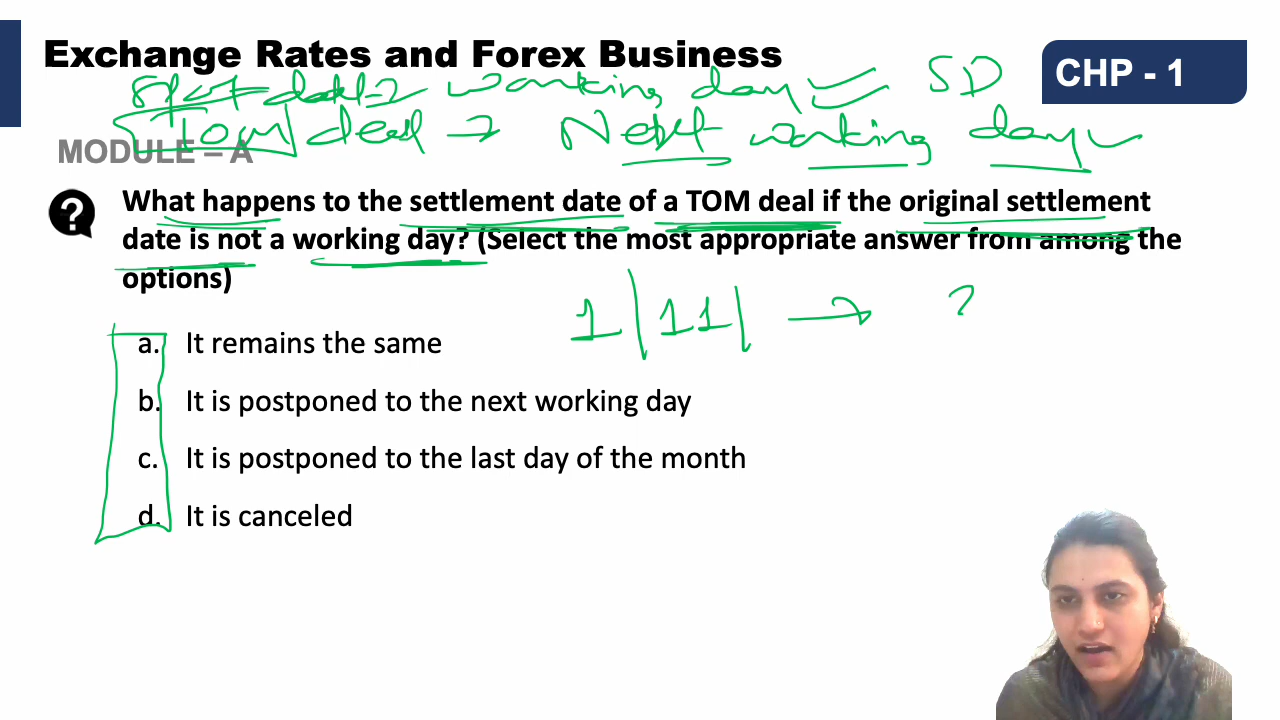 Exchange Rates and Forex Business
CHP - 1
Spot deal-2 working day SD
Tom deal → Next working day
MODULE – A
What happens to the settlement date of a TOM deal if the original settlement
date is not a working day? (Select the most appropriate answer from among the
options)
1|11| → ?
a. It remains the same
b. It is postponed to the next working day
c. It is postponed to the last day of the month
d. It is canceled